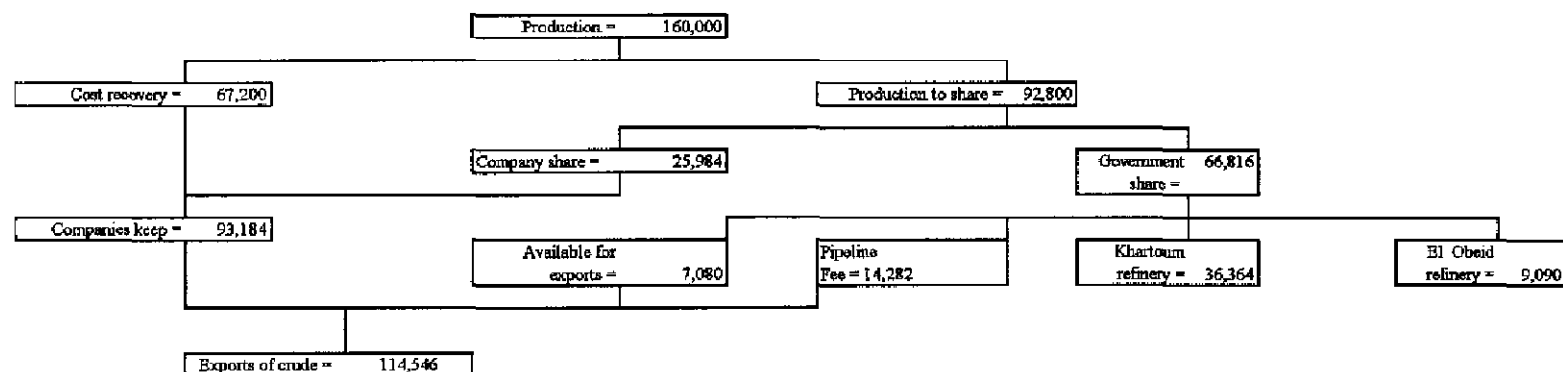 Production = 160,000
Cost recovery = 67,200
Production to share = 92,800
Company share = 25,984
Government 66,816
share =
Companies keep = 93,184
Available for
exports = 7,080
Pipeline
Fee = 14,282
Khartoum
refinery = 36,364
El Obeid
refinery = 9,090
Exports of crude = 114,546